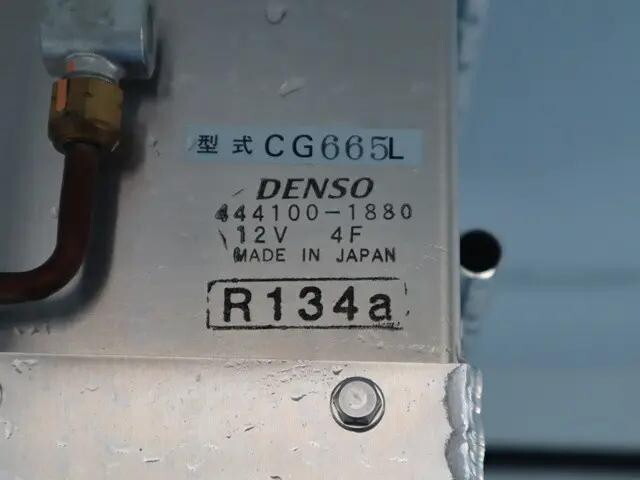 型式 CG665L
DENSO
444100-1880
12V 4F
MADE IN JAPAN
R134a